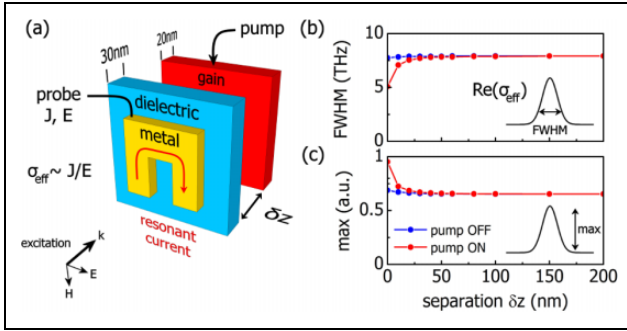 (a)
30nm
20nm
pump
gain
dielectric
metal
probe
J, E
σeff~ J/E
resonant
current
δz
excitation
k
E
H
(b)
FWHM (THz)
10
5
0
Re(σeff)
FWHM
(c)
max (a.u.)
1
0.5
0
pump OFF
pump ON
max
0
50
100
150
200
separation δz (nm)